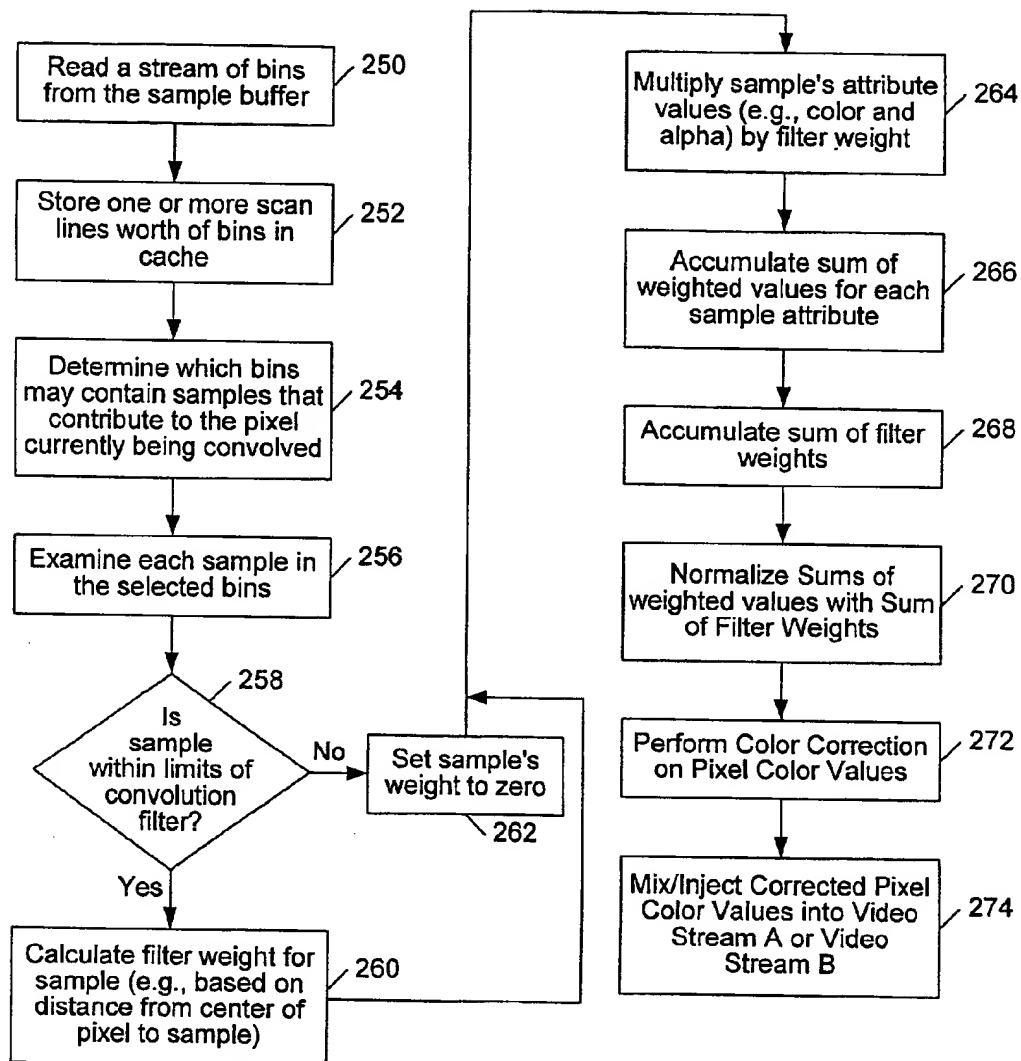 Read a stream of bins
from the sample buffer
250
Store one or more scan
lines worth of bins in
cache
252
Determine which bins
may contain samples that
contribute to the pixel
currently being convolved
254
Examine each sample in
the selected bins
256
258
Is
sample
within limits of
convolution
filter?
No
Set sample's
weight to zero
262
Yes
Calculate filter weight for
sample (e.g., based on
distance from center of
pixel to sample)
260
Multiply sample's attribute
values (e.g., color and
alpha) by filter weight
264
Accumulate sum of
weighted values for each
sample attribute
266
Accumulate sum of filter
weights
268
Normalize Sums of
weighted values with Sum
of Filter Weights
270
Perform Color Correction
on Pixel Color Values
272
Mix/Inject Corrected Pixel
Color Values into Video
Stream A or Video
Stream B
274